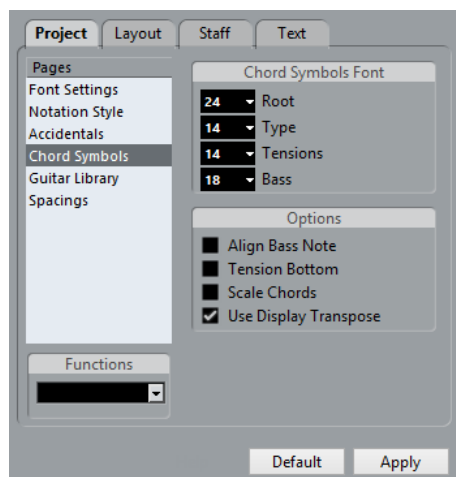 Project Layout Staff Text
Pages
Font Settings
Notation Style
Accidentals
Chord Symbols
Guitar Library
Spacings
Functions
Chord Symbols Font
24 Root
14 Type
14 Tensions
18 Bass
Options
Align Bass Note
Tension Bottom
Scale Chords
Use Display Transpose
Default Apply